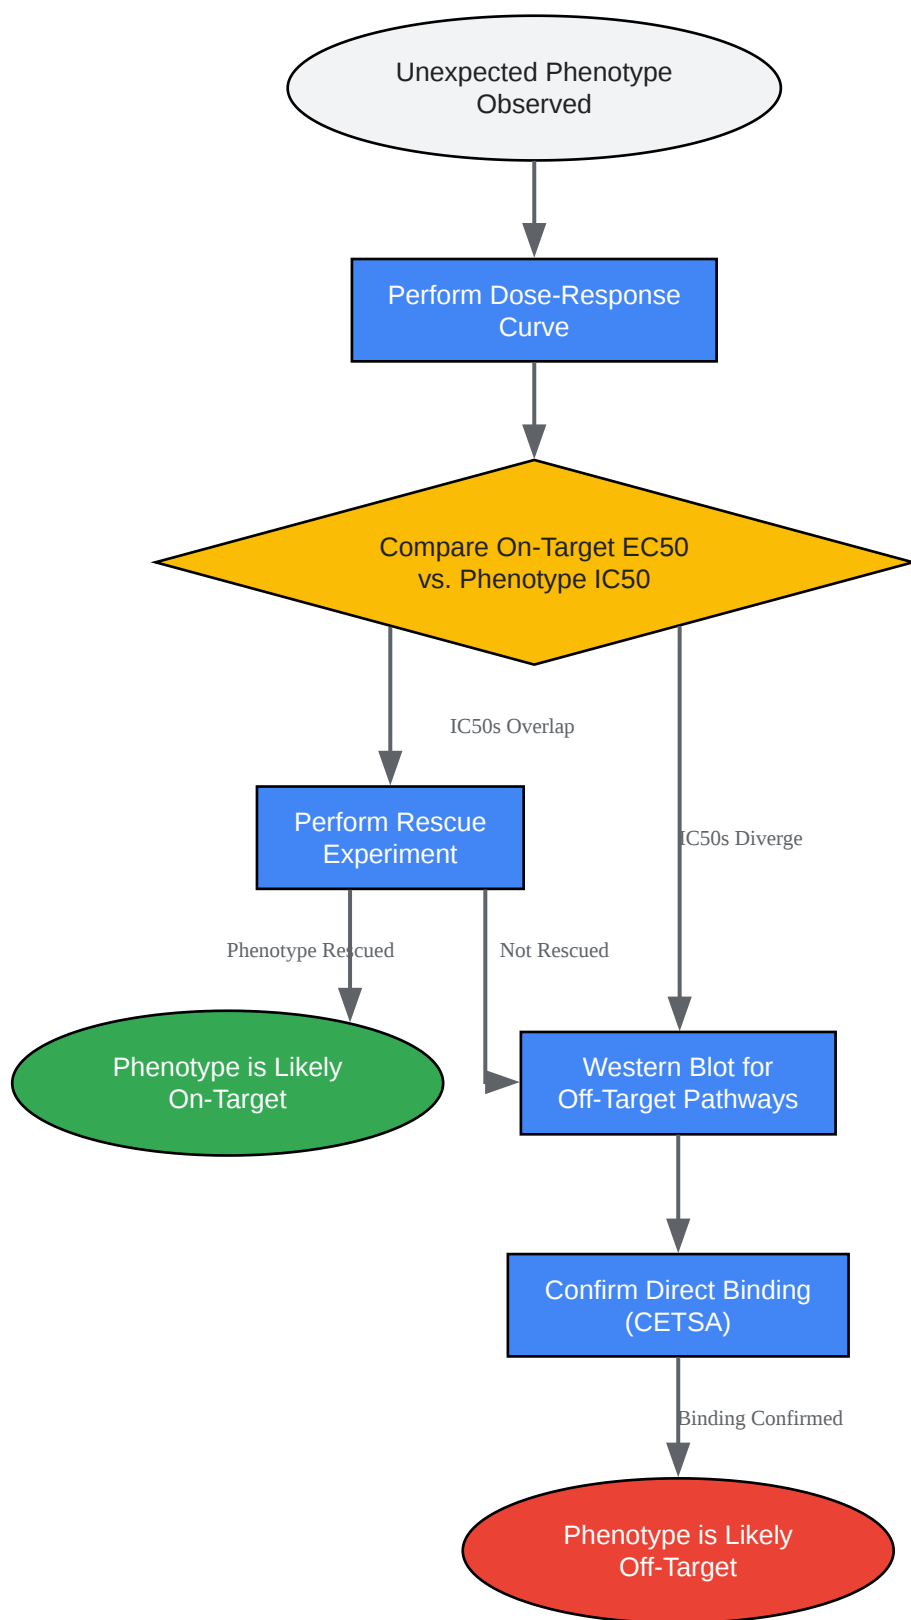 Unexpected Phenotype
Observed
Perform Dose-Response
Curve
Compare On-Target EC50
vs. Phenotype IC50
IC50s Overlap
Perform Rescue
Experiment
IC50s Diverge
Phenotype Rescued
Not Rescued
Phenotype is Likely
On-Target
Western Blot for
Off-Target Pathways
Confirm Direct Binding
(CETSA)
Binding Confirmed
Phenotype is Likely
Off-Target